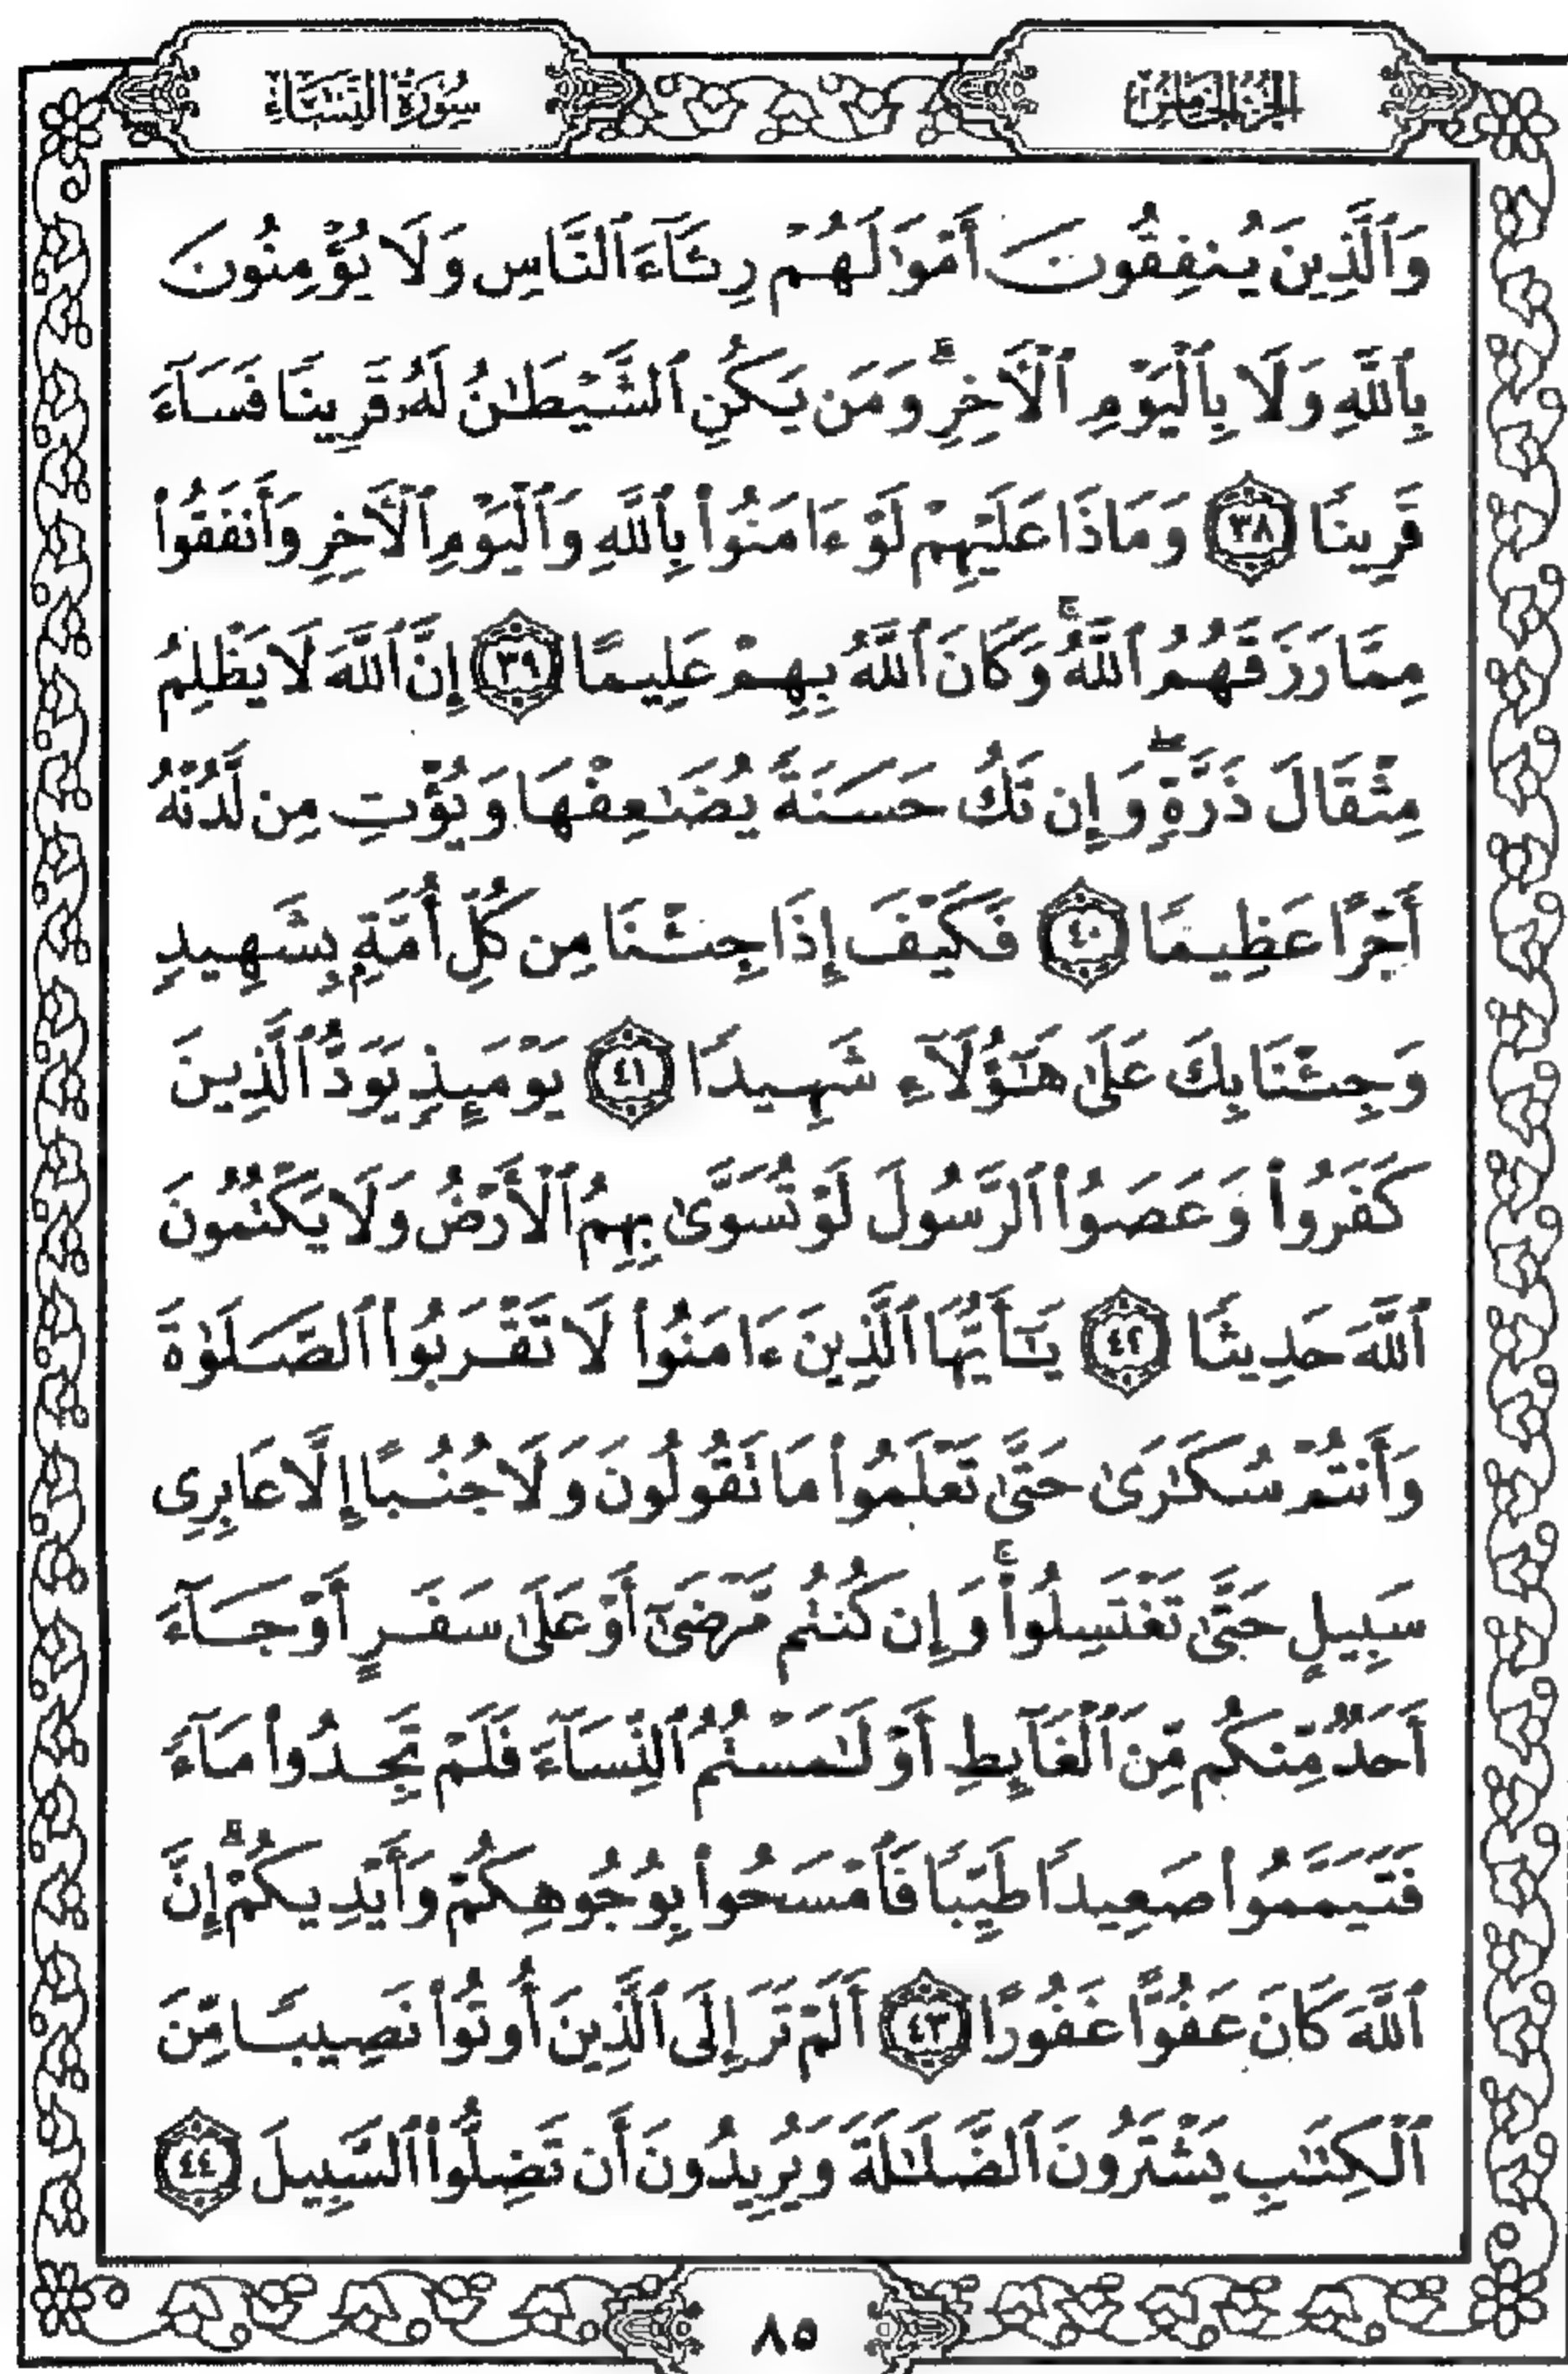 الجزء الخامس
سورة النساء
وَٱلَّذِينَ يُنفِقُونَ أَمْوَٰلَهُمْ رِئَآءَ ٱلنَّاسِ وَلَا يُؤْمِنُونَ
بِٱللَّهِ وَلَا بِٱلْيَوْمِ ٱلْأَخِرِ ۗ وَمَن يَكُنِ ٱلشَّيْطَٰنُ لَهُۥ قَرِينًا فَسَآءَ
قَرِينًا ٣٨ وَمَاذَا عَلَيْهِمْ لَوْ ءَامَنُوا۟ بِٱللَّهِ وَٱلْيَوْمِ ٱلْأَخِرِ وَأَنفَقُوا۟
مِمَّا رَزَقَهُمُ ٱللَّهُ ۚ وَكَانَ ٱللَّهُ بِهِمْ عَلِيمًا ٣٩ إِنَّ ٱللَّهَ لَا يَظْلِمُ
مِثْقَالَ ذَرَّةٍ ۖ وَإِن تَكُ حَسَنَةً يُضَٰعِفْهَا وَيُؤْتِ مِن لَّدُنْهُ
أَجْرًا عَظِيمًا ٤٠ فَكَيْفَ إِذَا جِئْنَا مِن كُلِّ أُمَّةٍۭ بِشَهِيدٍ
وَجِئْنَا بِكَ عَلَىٰ هَٰٓؤُلَآءِ شَهِيدًا ٤١ يَوْمَئِذٍ يَوَدُّ ٱلَّذِينَ
كَفَرُوا۟ وَعَصَوُا۟ ٱلرَّسُولَ لَوْ تُسَوَّىٰ بِهِمُ ٱلْأَرْضُ وَلَا يَكْتُمُونَ
ٱللَّهَ حَدِيثًا ٤٢ يَٰٓأَيُّهَا ٱلَّذِينَ ءَامَنُوا۟ لَا تَقْرَبُوا۟ ٱلصَّلَوٰةَ
وَأَنتُمْ سُكَٰرَىٰ حَتَّىٰ تَعْلَمُوا۟ مَا تَقُولُونَ وَلَا جُنُبًا إِلَّا عَابِرِى
سَبِيلٍ حَتَّىٰ تَغْتَسِلُوا۟ ۚ وَإِن كُنتُم مَّرْضَىٰٓ أَوْ عَلَىٰ سَفَرٍ أَوْ جَآءَ
أَحَدٌ مِّنكُم مِّنَ ٱلْغَآئِطِ أَوْ لَٰمَسْتُمُ ٱلنِّسَآءَ فَلَمْ تَجِدُوا۟ مَآءً
فَتَيَمَّمُوا۟ صَعِيدًا طَيِّبًا فَٱمْسَحُوا۟ بِوُجُوهِكُمْ وَأَيْدِيكُمْ ۗ إِنَّ
ٱللَّهَ كَانَ عَفُوًّا غَفُورًا ٤٣ أَلَمْ تَرَ إِلَى ٱلَّذِينَ أُوتُوا۟ نَصِيبًا مِّنَ
ٱلْكِتَٰبِ يَشْتَرُونَ ٱلضَّلَٰلَةَ وَيُرِيدُونَ أَن تَضِلُّوا۟ ٱلسَّبِيلَ ٤٤
٨٥